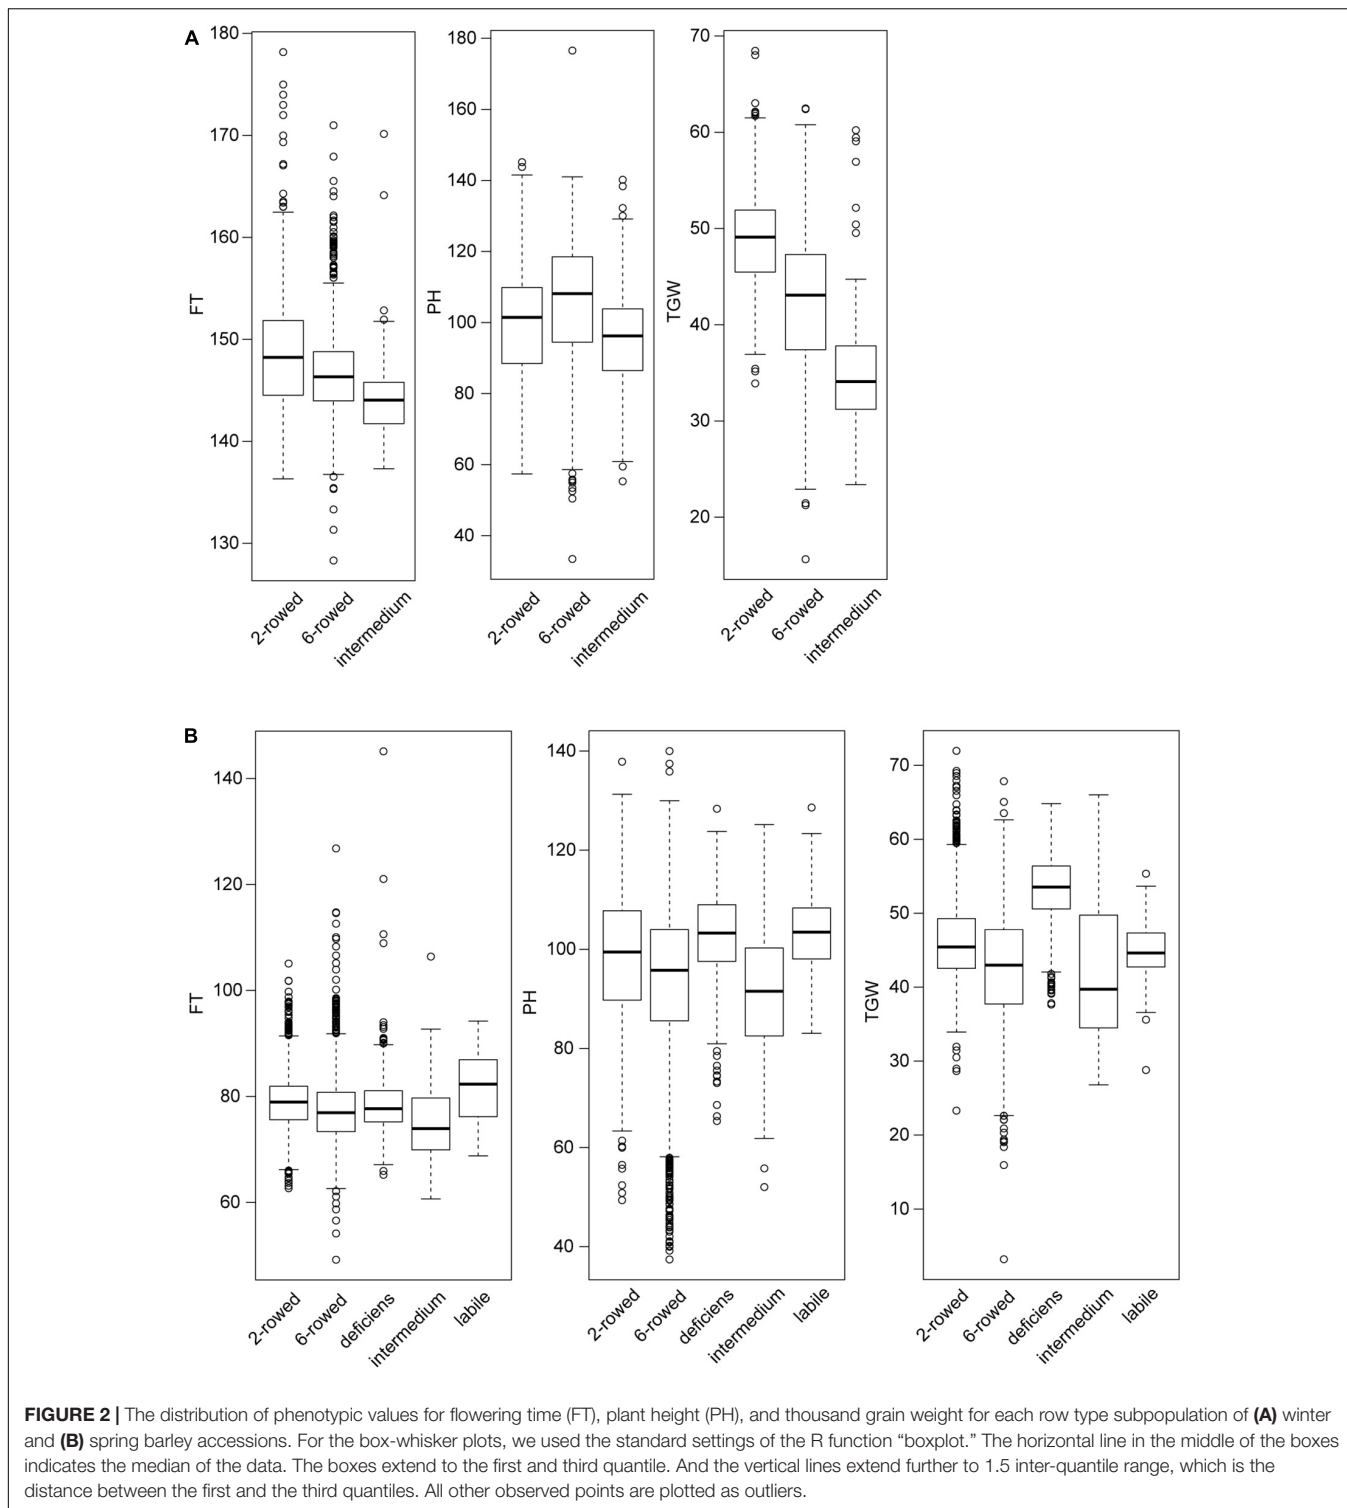 A
FT
180
170
160
150
140
130
2-rowed
6-rowed
intermedium
PH
180
160
140
120
100
80
60
40
2-rowed
6-rowed
intermedium
TGW
70
60
50
40
30
20
2-rowed
6-rowed
intermedium
B
FT
140
120
100
80
60
2-rowed
6-rowed
deficiens
intermedium
labile
PH
140
120
100
80
60
40
2-rowed
6-rowed
deficiens
intermedium
labile
TGW
70
60
50
40
30
20
10
2-rowed
6-rowed
deficiens
intermedium
labile
FIGURE 2 | The distribution of phenotypic values for flowering time (FT), plant height (PH), and thousand grain weight for each row type subpopulation of (A) winter
and (B) spring barley accessions. For the box-whisker plots, we used the standard settings of the R function “boxplot.” The horizontal line in the middle of the boxes
indicates the median of the data. The boxes extend to the first and third quantile. And the vertical lines extend further to 1.5 inter-quantile range, which is the
distance between the first and the third quantiles. All other observed points are plotted as outliers.